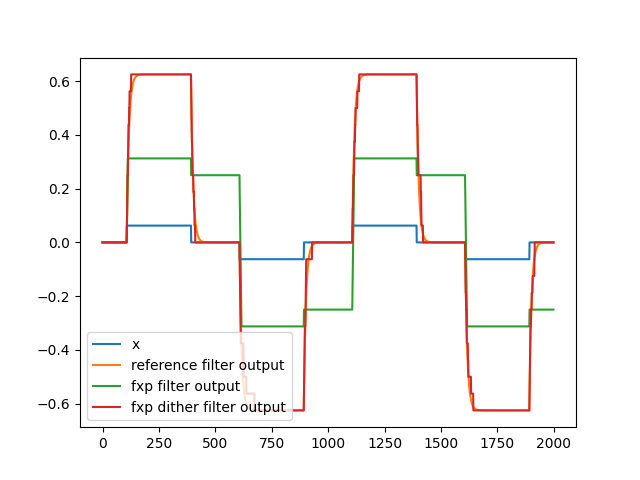 0.6
0.4
0.2
0.0
−0.2
−0.4
−0.6
x
reference filter output
fxp filter output
fxp dither filter output
0 250 500 750 1000 1250 1500 1750 2000